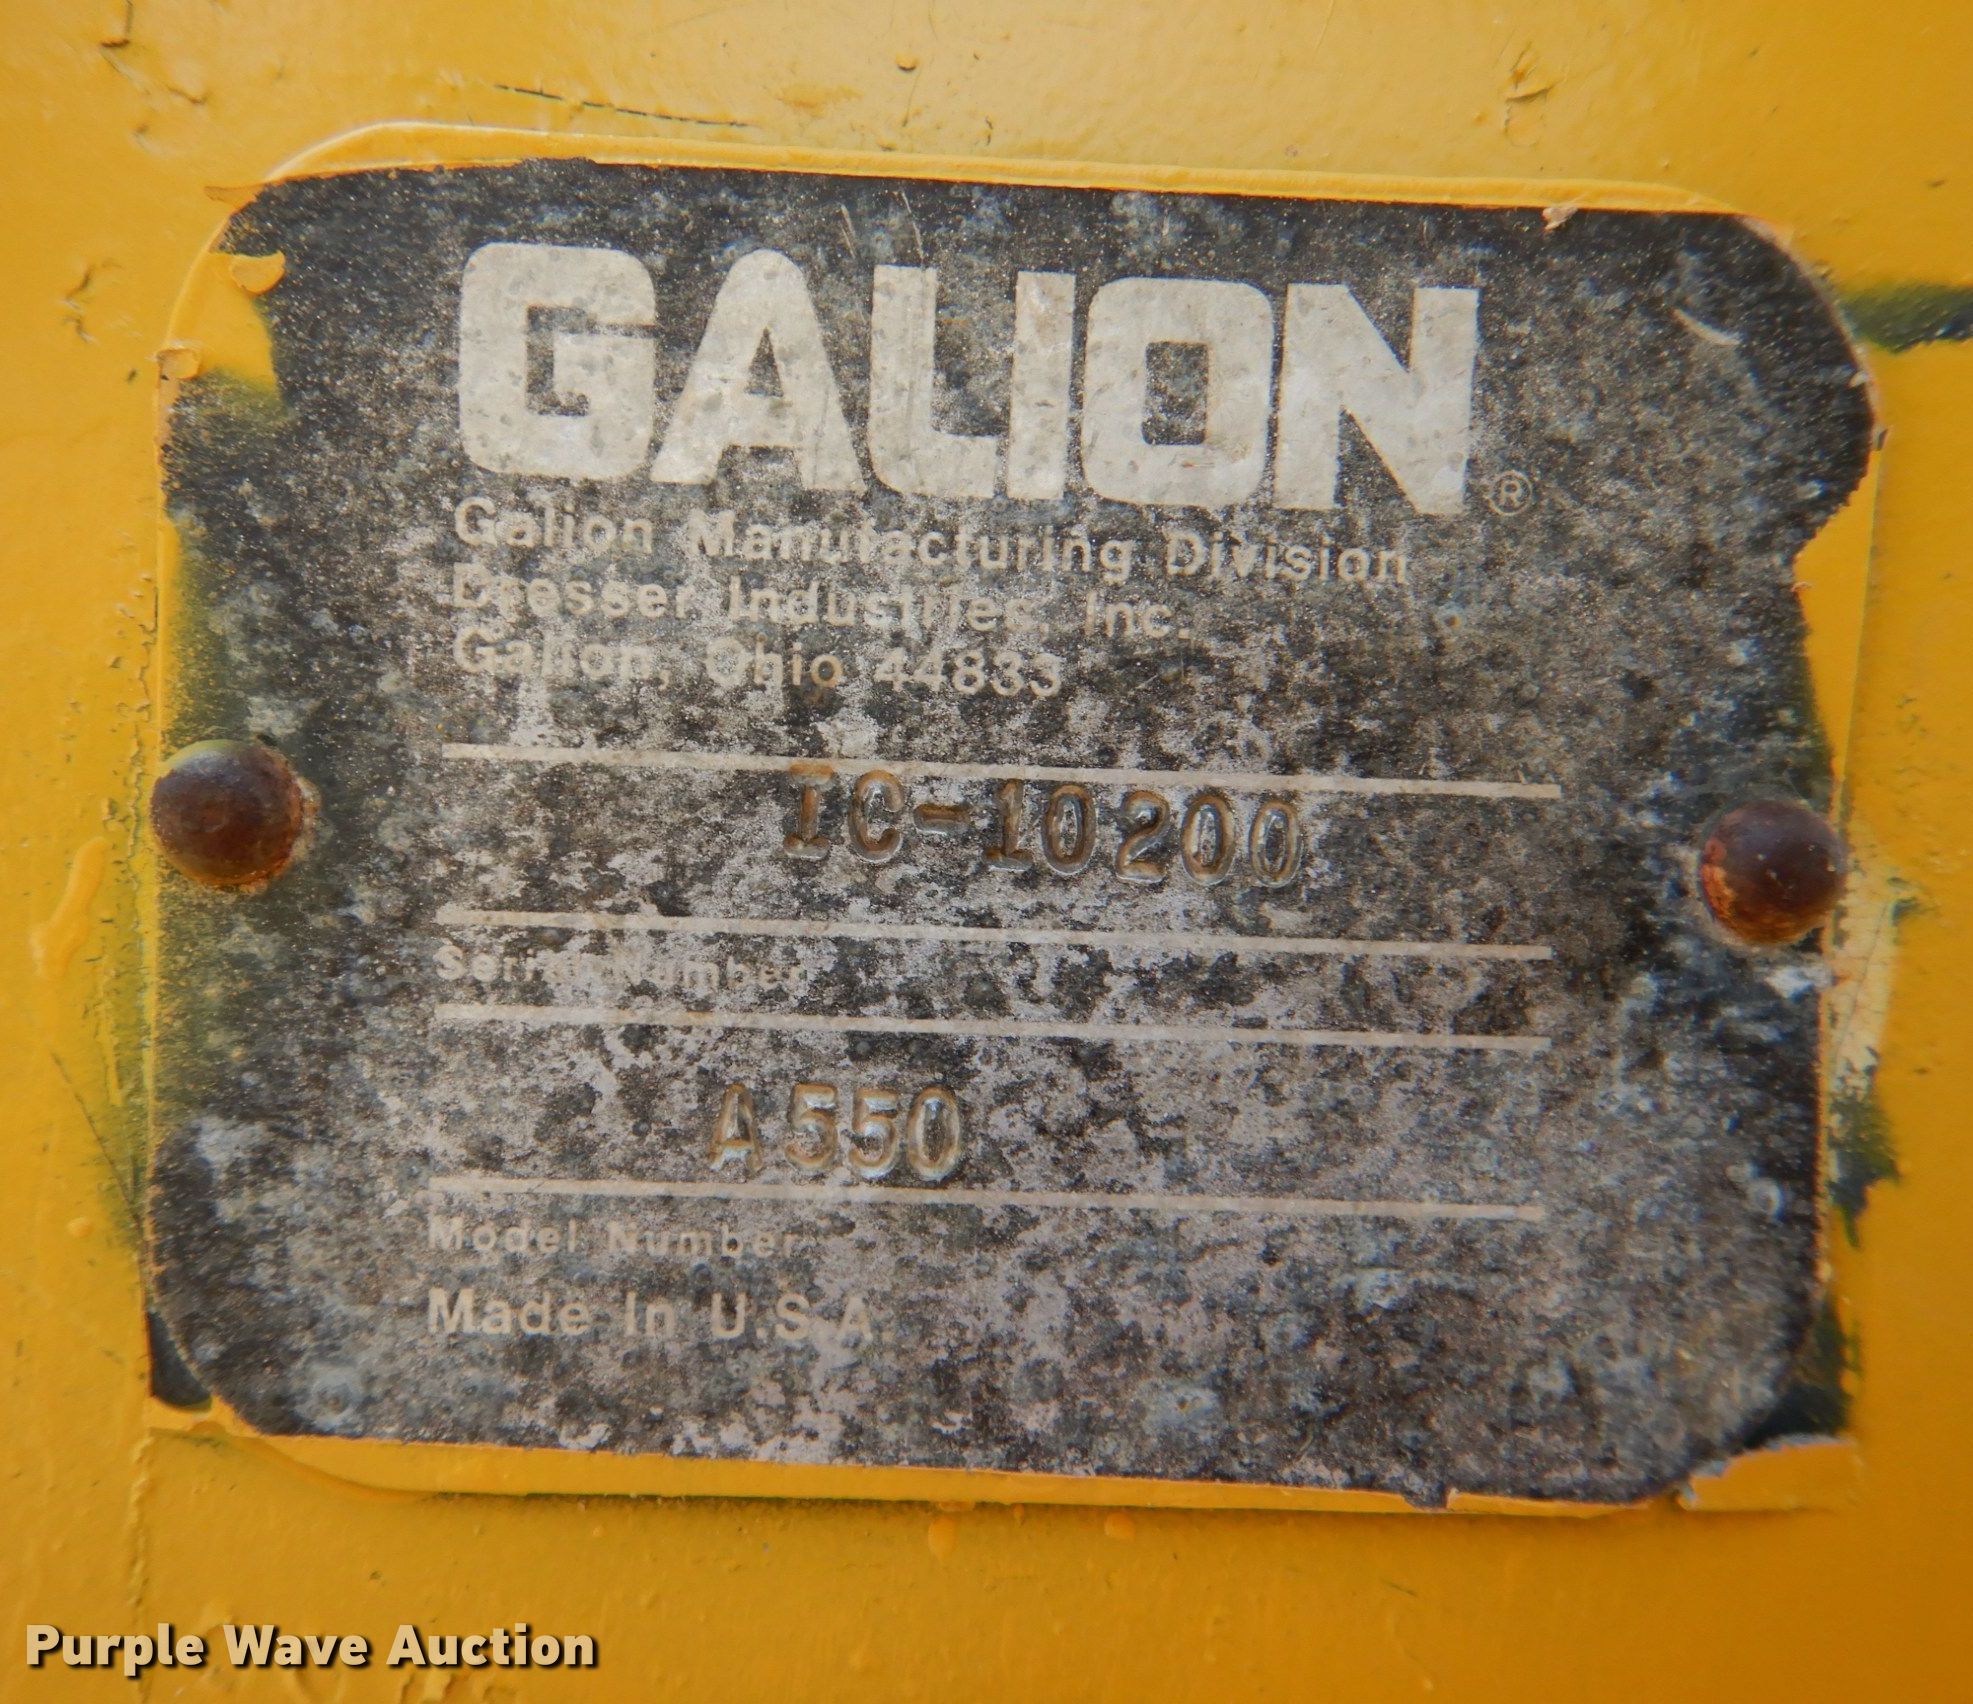 GALION ®
Galion Manufacturing Division
Dresser Industries, Inc.
Galion, Ohio 44833
IC-10200
Serial Number
A550
Model Number
Made In U.S.A.
Purple Wave Auction